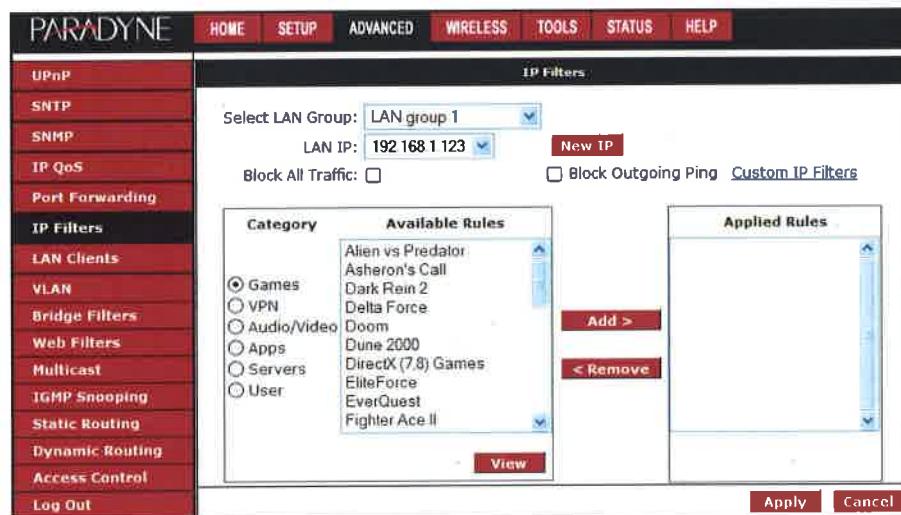 PARADYNE
HOME SETUP ADVANCED WIRELESS TOOLS STATUS HELP
UPnP
SNTP
SNMP
IP QoS
Port Forwarding
IP Filters
LAN Clients
VLAN
Bridge Filters
Web Filters
Multicast
IGMP Snooping
Static Routing
Dynamic Routing
Access Control
Log Out
IP Filters
Select LAN Group: LAN group 1
LAN IP: 192 168 1 123 New IP
Block All Traffic: Block Outgoing Ping Custom IP Filters
Category Available Rules Applied Rules
Games
VPN
Audio/Video
Apps
Servers
User
Alien vs Predator
Asheron's Call
Dark Rein 2
Delta Force
Doom
Dune 2000
DirectX (7,8) Games
EliteForce
EverQuest
Fighter Ace II
Add >
< Remove
View
Apply Cancel